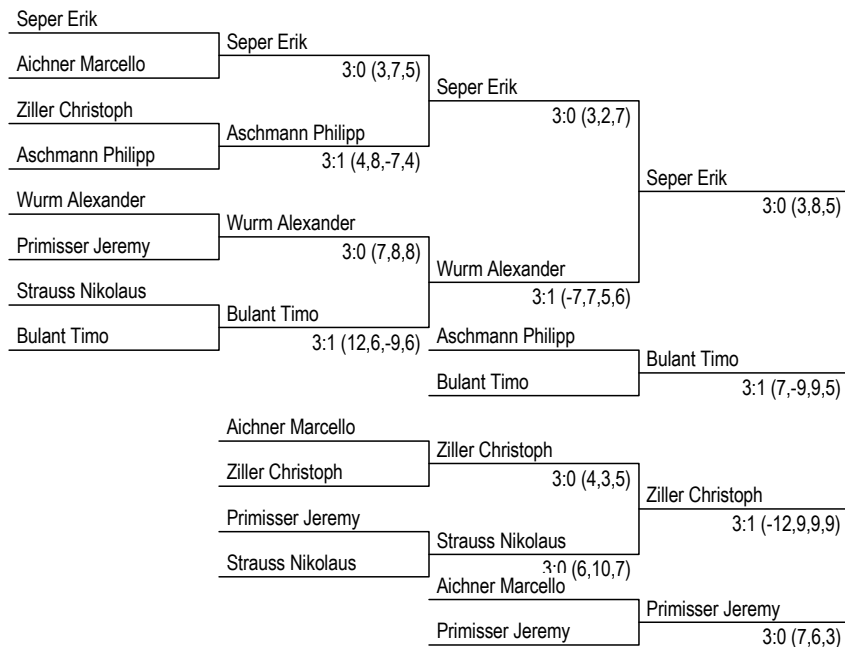 Seper Erik
Seper Erik
Aichner Marcello
3:0 (3,7,5)
Seper Erik
Ziller Christoph
3:0 (3,2,7)
Aschmann Philipp
Aschmann Philipp
3:1 (4,8,-7,4)
Seper Erik
Wurm Alexander
3:0 (3,8,5)
Wurm Alexander
Primisser Jeremy
3:0 (7,8,8)
Wurm Alexander
Strauss Nikolaus
3:1 (-7,7,5,6)
Bulant Timo
Bulant Timo
3:1 (12,6,-9,6)
Aschmann Philipp
Bulant Timo
Bulant Timo
3:1 (7,-9,9,5)
Aichner Marcello
Ziller Christoph
Ziller Christoph
3:0 (4,3,5)
Ziller Christoph
Primisser Jeremy
3:1 (-12,9,9,9)
Strauss Nikolaus
Strauss Nikolaus
3:0 (6,10,7)
Aichner Marcello
Primisser Jeremy
Primisser Jeremy
3:0 (7,6,3)